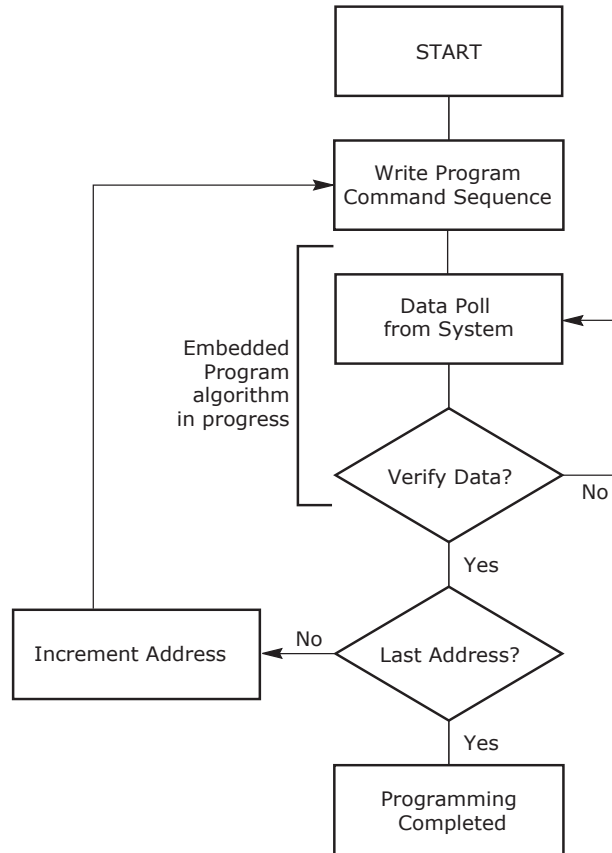 START
Write Program
Command Sequence
Data Poll
from System
Embedded
Program
algorithm
in progress
Verify Data?
No
Yes
No
Increment Address
Last Address?
Yes
Programming
Completed